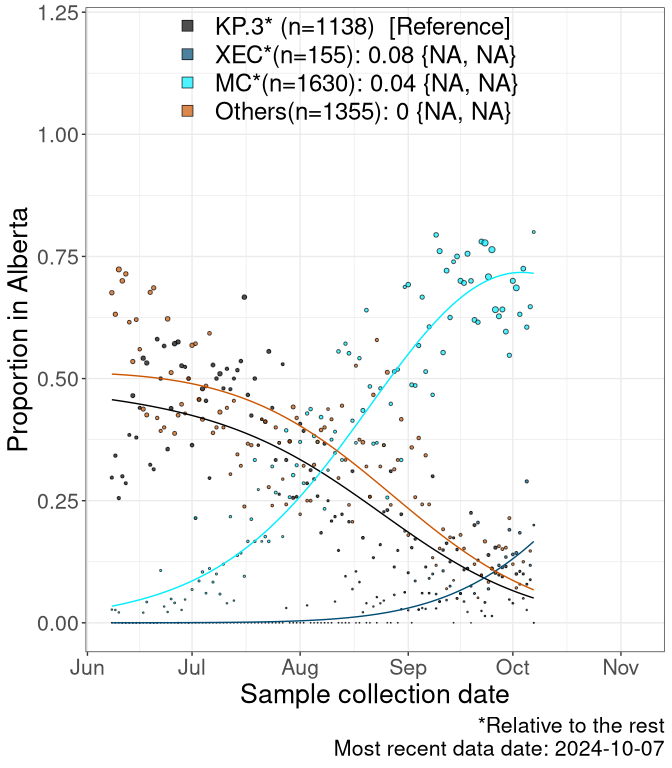 1.25
KP.3* (n=1138)  [Reference]
XEC*(n=155): 0.08 {NA, NA}
MC*(n=1630): 0.04 {NA, NA}
Others(n=1355): 0 {NA, NA}
1.00
0.75
0.50
0.25
0.00
Proportion in Alberta
Jun Jul Aug Sep Oct Nov
Sample collection date
*Relative to the rest
Most recent data date: 2024-10-07